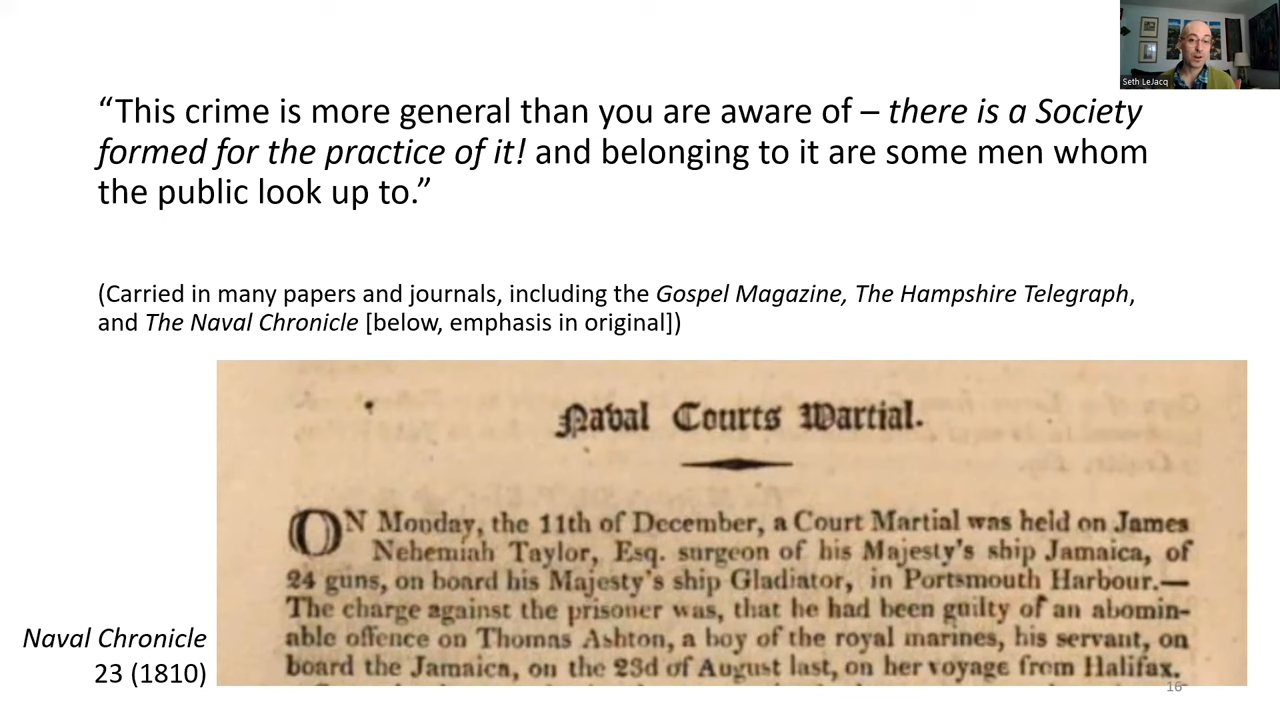 Seth LeJacq
“This crime is more general than you are aware of – there is a Society
formed for the practice of it! and belonging to it are some men whom
the public look up to.”
(Carried in many papers and journals, including the Gospel Magazine, The Hampshire Telegraph,
and The Naval Chronicle [below, emphasis in original])
Naval Courts Martial.
ON Monday, the 11th of December, a Court Martial was held on James
Nehemiah Taylor, Esq. surgeon of his Majesty's ship Jamaica, of
24 guns, on board his Majesty's ship Gladiator, in Portsmouth Harbour.—
The charge against the prisoner was, that he had been guilty of an abomin-
able offence on Thomas Ashton, a boy of the royal marines, his servant, on
board the Jamaica, on the 23d of August last, on her voyage from Halifax.
Naval Chronicle
23 (1810)
16